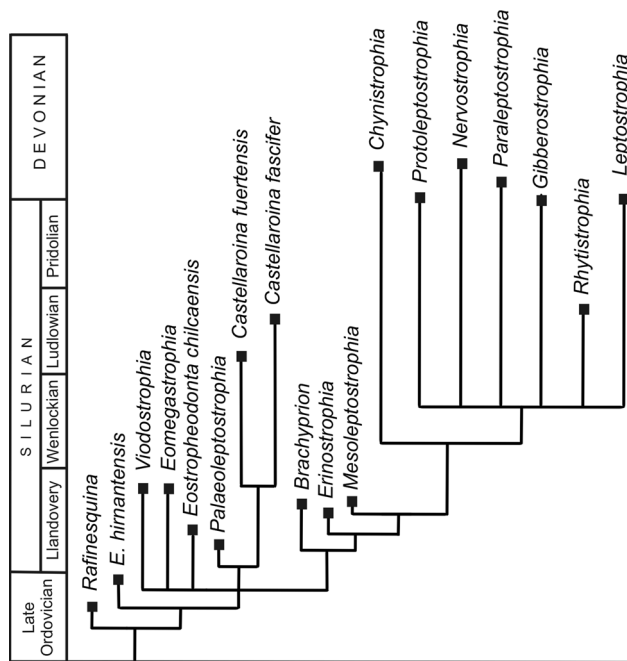 DEVONIAN
SILURIAN
Pridolian
Ludlowian
Wenlockian
Llandovery
Late
Ordovician
Rafinesquina
E. hirnantensis
Viodostrophia
Eomegastrophia
Eostropheodonta chilcaensis
Palaeoleptostrophia
Castellaroina fuertensis
Castellaroina fascifer
Brachyprion
Erinostrophia
Mesoleptostrophia
Chynistrophia
Protoleptostrophia
Nervostrophia
Paraleptostrophia
Gibberostrophia
Rhytistrophia
Leptostrophia